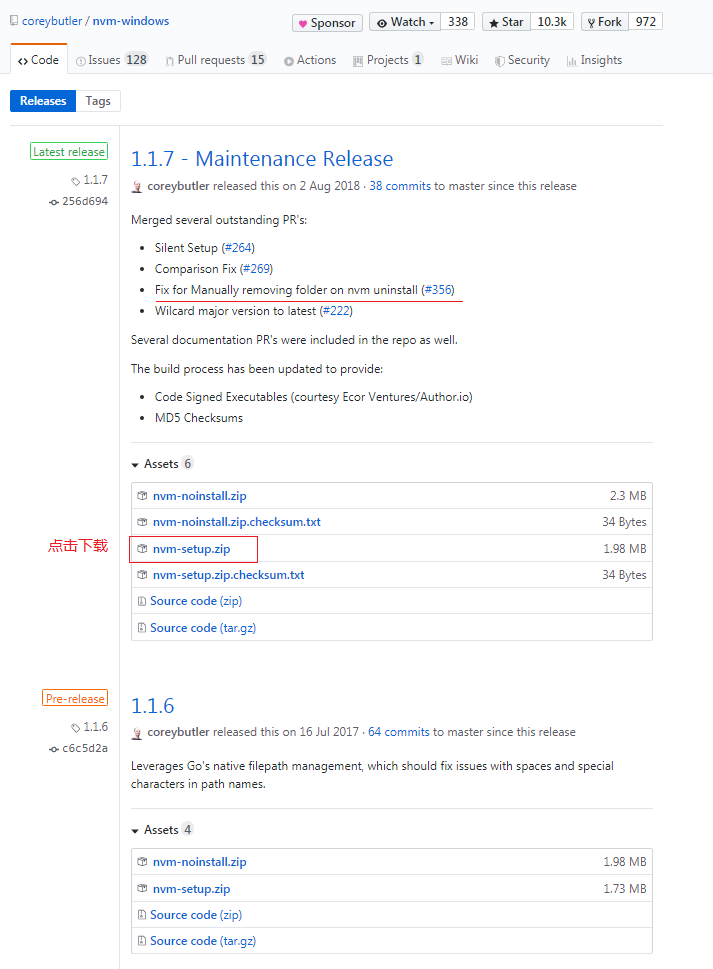 coreybutler / nvm-windows
Sponsor
Watch 338
Star 10.3k
Fork 972
Code
Issues 128
Pull requests 15
Actions
Projects 1
Wiki
Security
Insights
Releases
Tags
Latest release
1.1.7
256d694
1.1.7 - Maintenance Release
coreybutler released this on 2 Aug 2018 · 38 commits to master since this release
Merged several outstanding PR's:
• Silent Setup (#264)
• Comparison Fix (#269)
• Fix for Manually removing folder on nvm uninstall (#356)
• Wilcard major version to latest (#222)
Several documentation PR's were included in the repo as well.
The build process has been updated to provide:
• Code Signed Executables (courtesy Ecor Ventures/Author.io)
• MD5 Checksums
Assets 6
nvm-noinstall.zip 2.3 MB
nvm-noinstall.zip.checksum.txt 34 Bytes
点击下载
nvm-setup.zip 1.98 MB
nvm-setup.zip.checksum.txt 34 Bytes
Source code (zip)
Source code (tar.gz)
Pre-release
1.1.6
c6c5d2a
1.1.6
coreybutler released this on 16 Jul 2017 · 64 commits to master since this release
Leverages Go's native filepath management, which should fix issues with spaces and special
characters in path names.
Assets 4
nvm-noinstall.zip 1.98 MB
nvm-setup.zip 1.73 MB
Source code (zip)
Source code (tar.gz)